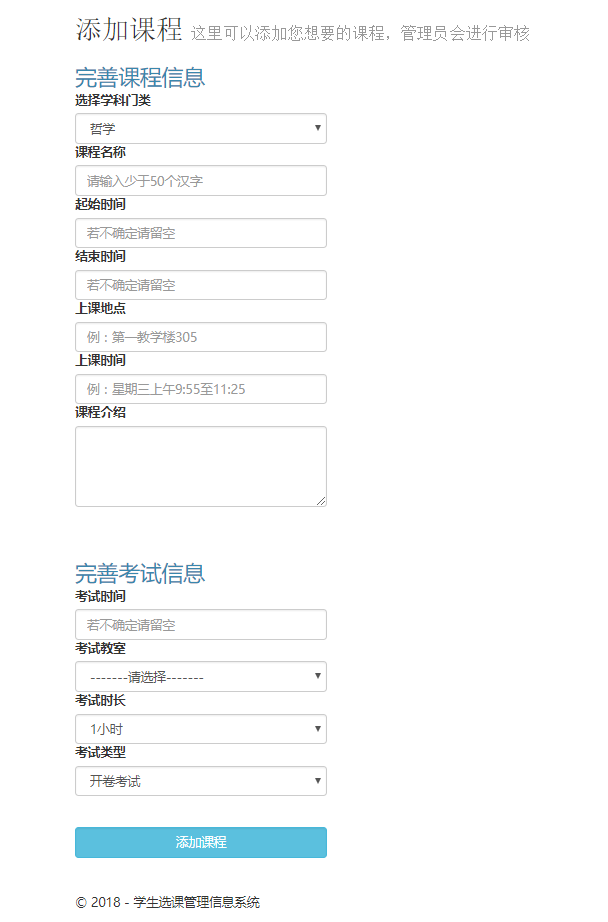 添加课程 这里可以添加您想要的课程，管理员会进行审核
完善课程信息
选择学科门类
哲学
课程名称
请输入少于50个汉字
起始时间
若不确定请留空
结束时间
若不确定请留空
上课地点
例：第一教学楼305
上课时间
例：星期三上午9:55至11:25
课程介绍
完善考试信息
考试时间
若不确定请留空
考试教室
-------请选择-------
考试时长
1小时
考试类型
开卷考试
添加课程
© 2018 - 学生选课管理信息系统